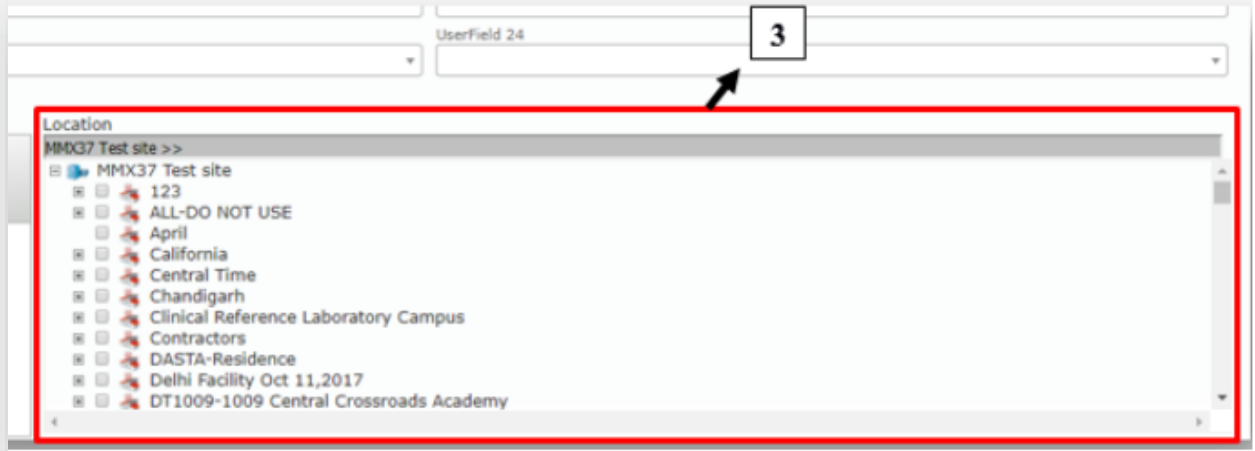 UserField 24
3
Location
MMX37 Test site >>
MMX37 Test site
123
ALL-DO NOT USE
April
California
Central Time
Chandigarh
Clinical Reference Laboratory Campus
Contractors
DASTA-Residence
Delhi Facility Oct 11,2017
DT1009-1009 Central Crossroads Academy